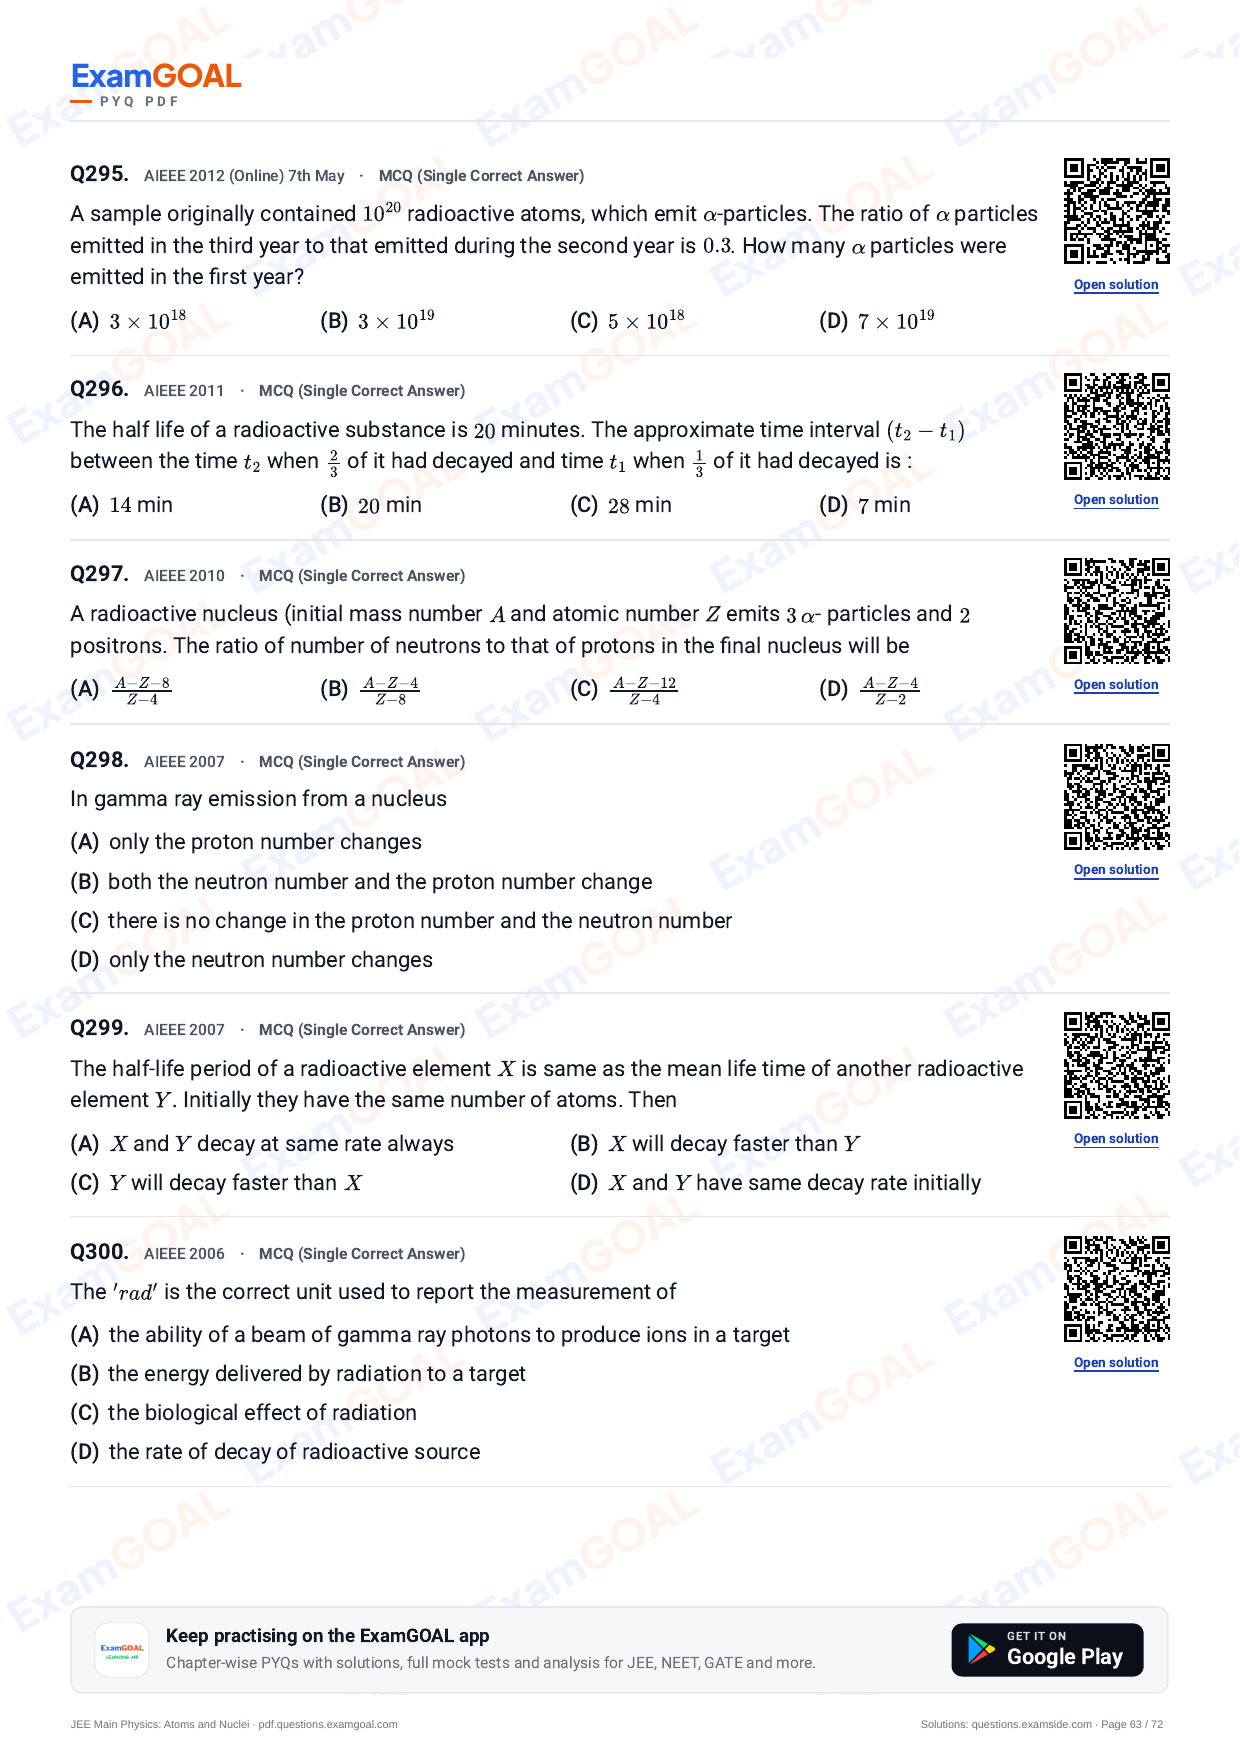 ExamGOAL
PYQ PDF
Q295. AIEEE 2012 (Online) 7th May · MCQ (Single Correct Answer)
A sample originally contained 10^20 radioactive atoms, which emit α-particles. The ratio of α particles
emitted in the third year to that emitted during the second year is 0.3. How many α particles were
emitted in the first year?
(A) 3 × 10^18 (B) 3 × 10^19 (C) 5 × 10^18 (D) 7 × 10^19
Open solution
Q296. AIEEE 2011 · MCQ (Single Correct Answer)
The half life of a radioactive substance is 20 minutes. The approximate time interval (t₂ − t₁)
between the time t₂ when 2/3 of it had decayed and time t₁ when 1/3 of it had decayed is :
(A) 14 min (B) 20 min (C) 28 min (D) 7 min
Open solution
Q297. AIEEE 2010 · MCQ (Single Correct Answer)
A radioactive nucleus (initial mass number A and atomic number Z emits 3 α- particles and 2
positrons. The ratio of number of neutrons to that of protons in the final nucleus will be
(A) A−Z−8/Z−4 (B) A−Z−4/Z−8 (C) A−Z−12/Z−4 (D) A−Z−4/Z−2
Open solution
Q298. AIEEE 2007 · MCQ (Single Correct Answer)
In gamma ray emission from a nucleus
(A) only the proton number changes
(B) both the neutron number and the proton number change
(C) there is no change in the proton number and the neutron number
(D) only the neutron number changes
Open solution
Q299. AIEEE 2007 · MCQ (Single Correct Answer)
The half-life period of a radioactive element X is same as the mean life time of another radioactive
element Y. Initially they have the same number of atoms. Then
(A) X and Y decay at same rate always (B) X will decay faster than Y
(C) Y will decay faster than X (D) X and Y have same decay rate initially
Open solution
Q300. AIEEE 2006 · MCQ (Single Correct Answer)
The ′rad′ is the correct unit used to report the measurement of
(A) the ability of a beam of gamma ray photons to produce ions in a target
(B) the energy delivered by radiation to a target
(C) the biological effect of radiation
(D) the rate of decay of radioactive source
Open solution
ExamGOAL
LEARNING APP
Keep practising on the ExamGOAL app
Chapter-wise PYQs with solutions, full mock tests and analysis for JEE, NEET, GATE and more.
GET IT ON
Google Play
JEE Main Physics: Atoms and Nuclei · pdf.questions.examgoal.com
Solutions: questions.examside.com · Page 63 / 72